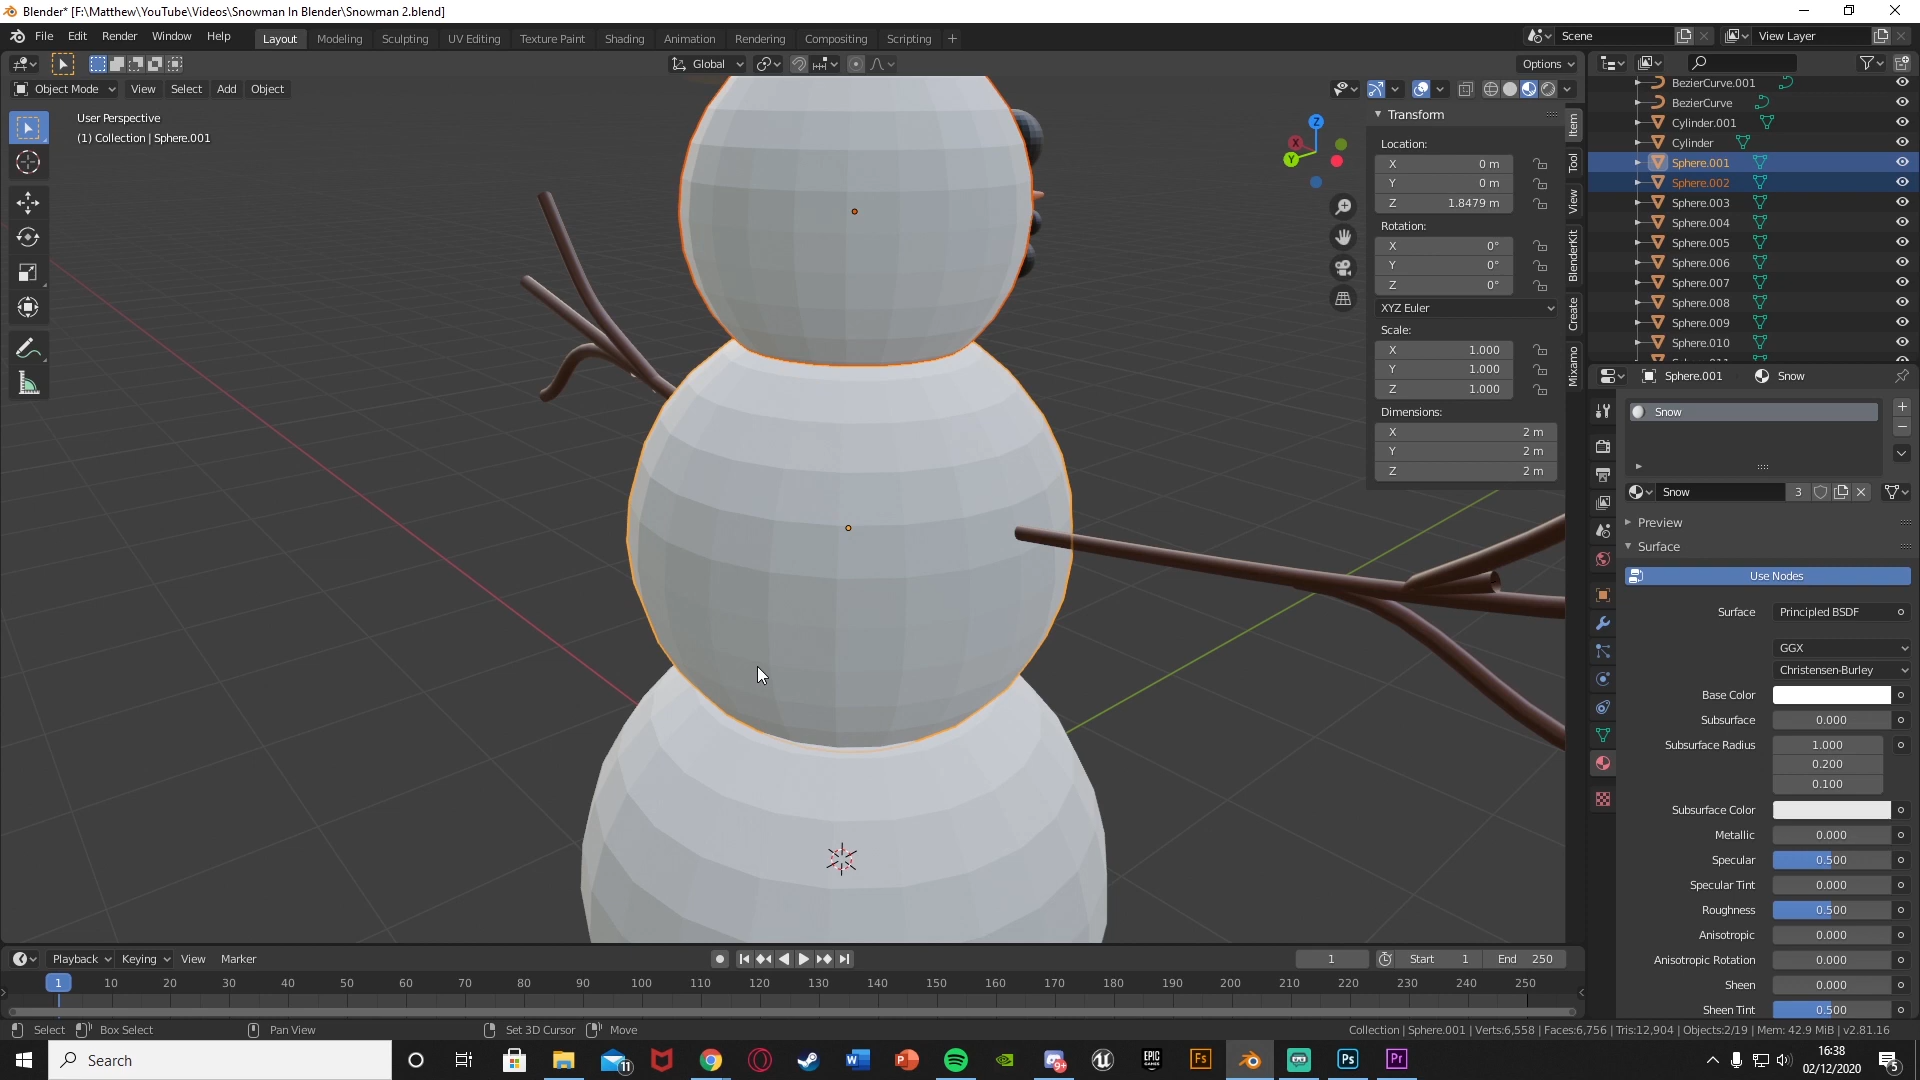 Blender* [F:\Matthew\YouTube\Videos\Snowman In Blender\Snowman 2.blend]
File Edit Render Window Help Layout Modeling Sculpting UV Editing Texture Paint Shading Animation Rendering Compositing Scripting + Scene View Layer
Global Options
Object Mode View Select Add Object
User Perspective
(1) Collection | Sphere.001
Z
X
Y
Transform
Location:
X 0 m
Y 0 m
Z 1.8479 m
Rotation:
X 0°
Y 0°
Z 0°
XYZ Euler
Scale:
X 1.000
Y 1.000
Z 1.000
Dimensions:
X 2 m
Y 2 m
Z 2 m
Item
Tool
View
BlenderKit
Create
Mixamo
BezierCurve.001
BezierCurve
Cylinder.001
Cylinder
Sphere.001
Sphere.002
Sphere.003
Sphere.004
Sphere.005
Sphere.006
Sphere.007
Sphere.008
Sphere.009
Sphere.010
Sphere.001 Snow
Snow
Snow 3
Preview
Surface
Use Nodes
Surface Principled BSDF
GGX
Christensen-Burley
Base Color
Subsurface 0.000
Subsurface Radius 1.000
0.200
0.100
Subsurface Color
Metallic 0.000
Specular 0.500
Specular Tint 0.000
Roughness 0.500
Anisotropic 0.000
Anisotropic Rotation 0.000
Sheen 0.000
Sheen Tint 0.500
Playback Keying View Marker 1 Start 1 End 250
1 10 20 30 40 50 60 70 80 90 100 110 120 130 140 150 160 170 180 190 200 210 220 230 240 250
Select Box Select Pan View Set 3D Cursor Move Collection | Sphere.001 | Verts:6,558 | Faces:6,756 | Tris:12,904 | Objects:2/19 | Mem: 42.9 MiB | v2.81.16
Search 11 W P 9+ EPIC GAMES Fs Ps Pr 16:38
02/12/2020 5